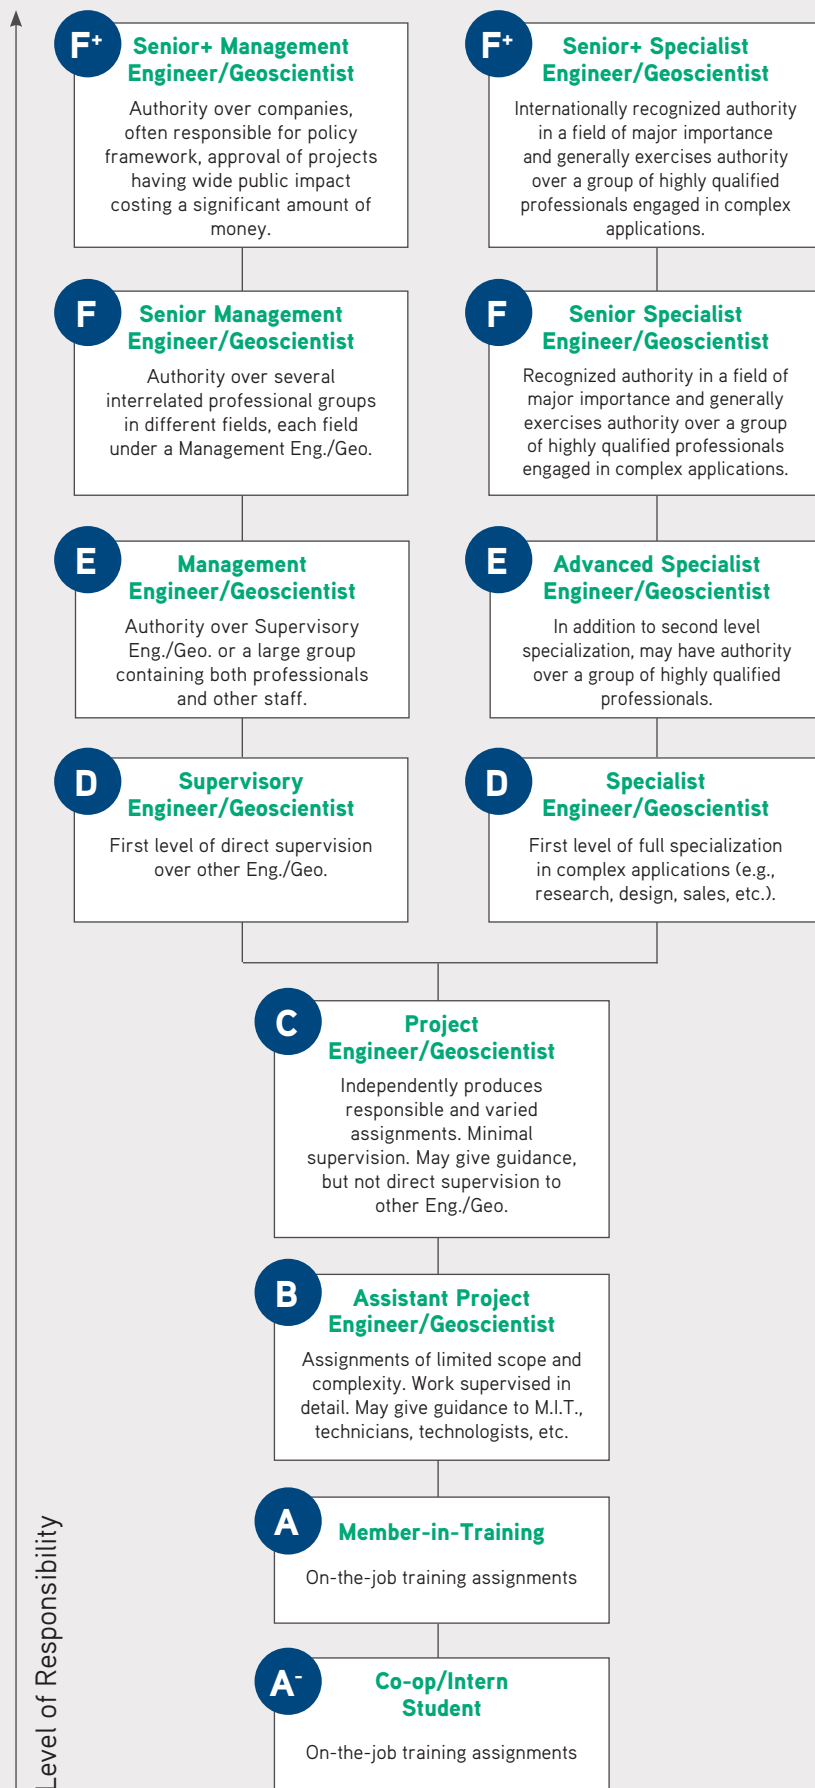 F+
Senior+ Management
Engineer/Geoscientist
Authority over companies,
often responsible for policy
framework, approval of projects
having wide public impact
costing a significant amount of
money.
F+
Senior+ Specialist
Engineer/Geoscientist
Internationally recognized authority
in a field of major importance
and generally exercises authority
over a group of highly qualified
professionals engaged in complex
applications.
F
Senior Management
Engineer/Geoscientist
Authority over several
interrelated professional groups
in different fields, each field
under a Management Eng./Geo.
F
Senior Specialist
Engineer/Geoscientist
Recognized authority in a field of
major importance and generally
exercises authority over a group
of highly qualified professionals
engaged in complex applications.
E
Management
Engineer/Geoscientist
Authority over Supervisory
Eng./Geo. or a large group
containing both professionals
and other staff.
E
Advanced Specialist
Engineer/Geoscientist
In addition to second level
specialization, may have authority
over a group of highly qualified
professionals.
D
Supervisory
Engineer/Geoscientist
First level of direct supervision
over other Eng./Geo.
D
Specialist
Engineer/Geoscientist
First level of full specialization
in complex applications (e.g.,
research, design, sales, etc.).
C
Project
Engineer/Geoscientist
Independently produces
responsible and varied
assignments. Minimal
supervision. May give guidance,
but not direct supervision to
other Eng./Geo.
B
Assistant Project
Engineer/Geoscientist
Assignments of limited scope and
complexity. Work supervised in
detail. May give guidance to M.I.T.,
technicians, technologists, etc.
A
Member-in-Training
On-the-job training assignments
A-
Co-op/Intern
Student
On-the-job training assignments
Level of Responsibility